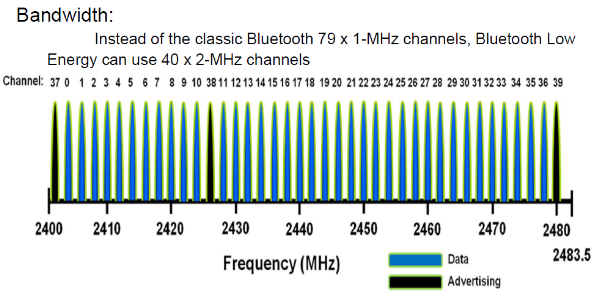 Bandwidth:
Instead of the classic Bluetooth 79 x 1-MHz channels, Bluetooth Low
Energy can use 40 x 2-MHz channels
Channel: 37 0 1 2 3 4 5 6 7 8 9 10 38 11 12 13 14 15 16 17 18 19 20 21 22 23 24 25 26 27 28 29 30 31 32 33 34 35 36 39
2400 2410 2420 2430 2440 2450 2460 2470 2480
2483.5
Frequency (MHz)
Data
Advertising